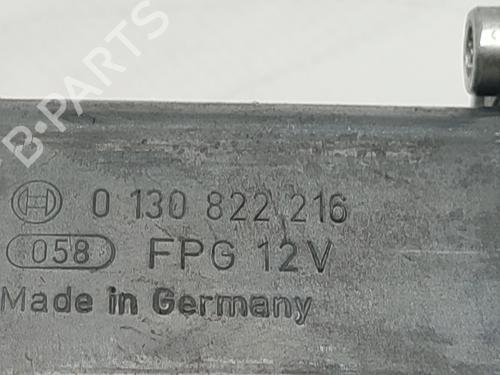 B-PARTS
0 130 822 216
058 FPG 12V
Made in Germany